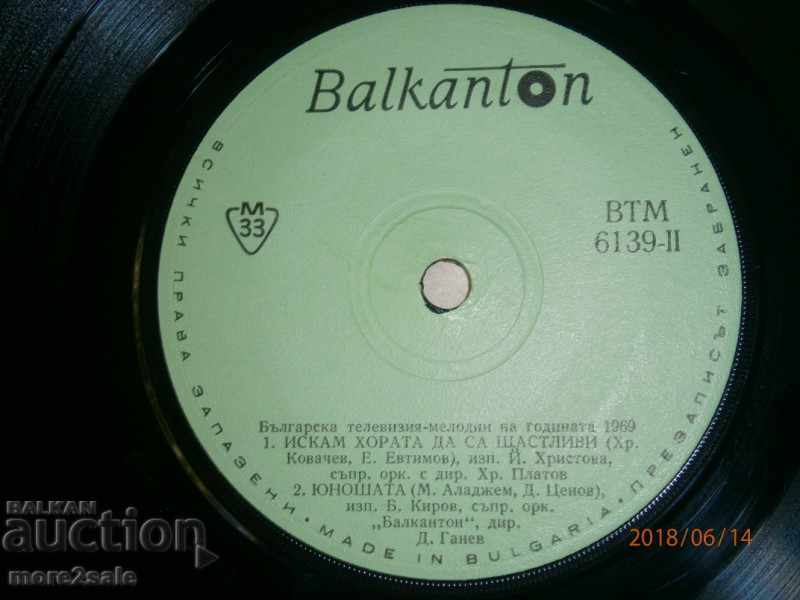 Balkanton
M
33
ВТМ
6139-II
ВСИЧКИ ПРАВА ЗАПАЗЕНИ • MADE IN BULGARIA • ПРЕЗАПИСЪТ ЗАБРАНЕН
Българска телевизия-мелодии на годината 1969
1. ИСКАМ ХОРАТА ДА СА ЩАСТЛИВИ (Хр.
Ковачев, Е. Евтимов), изп. Й. Христова,
съпр. орк. с дир. Хр. Платов
2. ЮНОШАТА (М. Аладжем, Д. Ценов),
изп. Б. Киров, съпр. орк.
„Балкантон“, дир.
Д. Ганев
BALKAN
auction
more2sale
2018/06/14